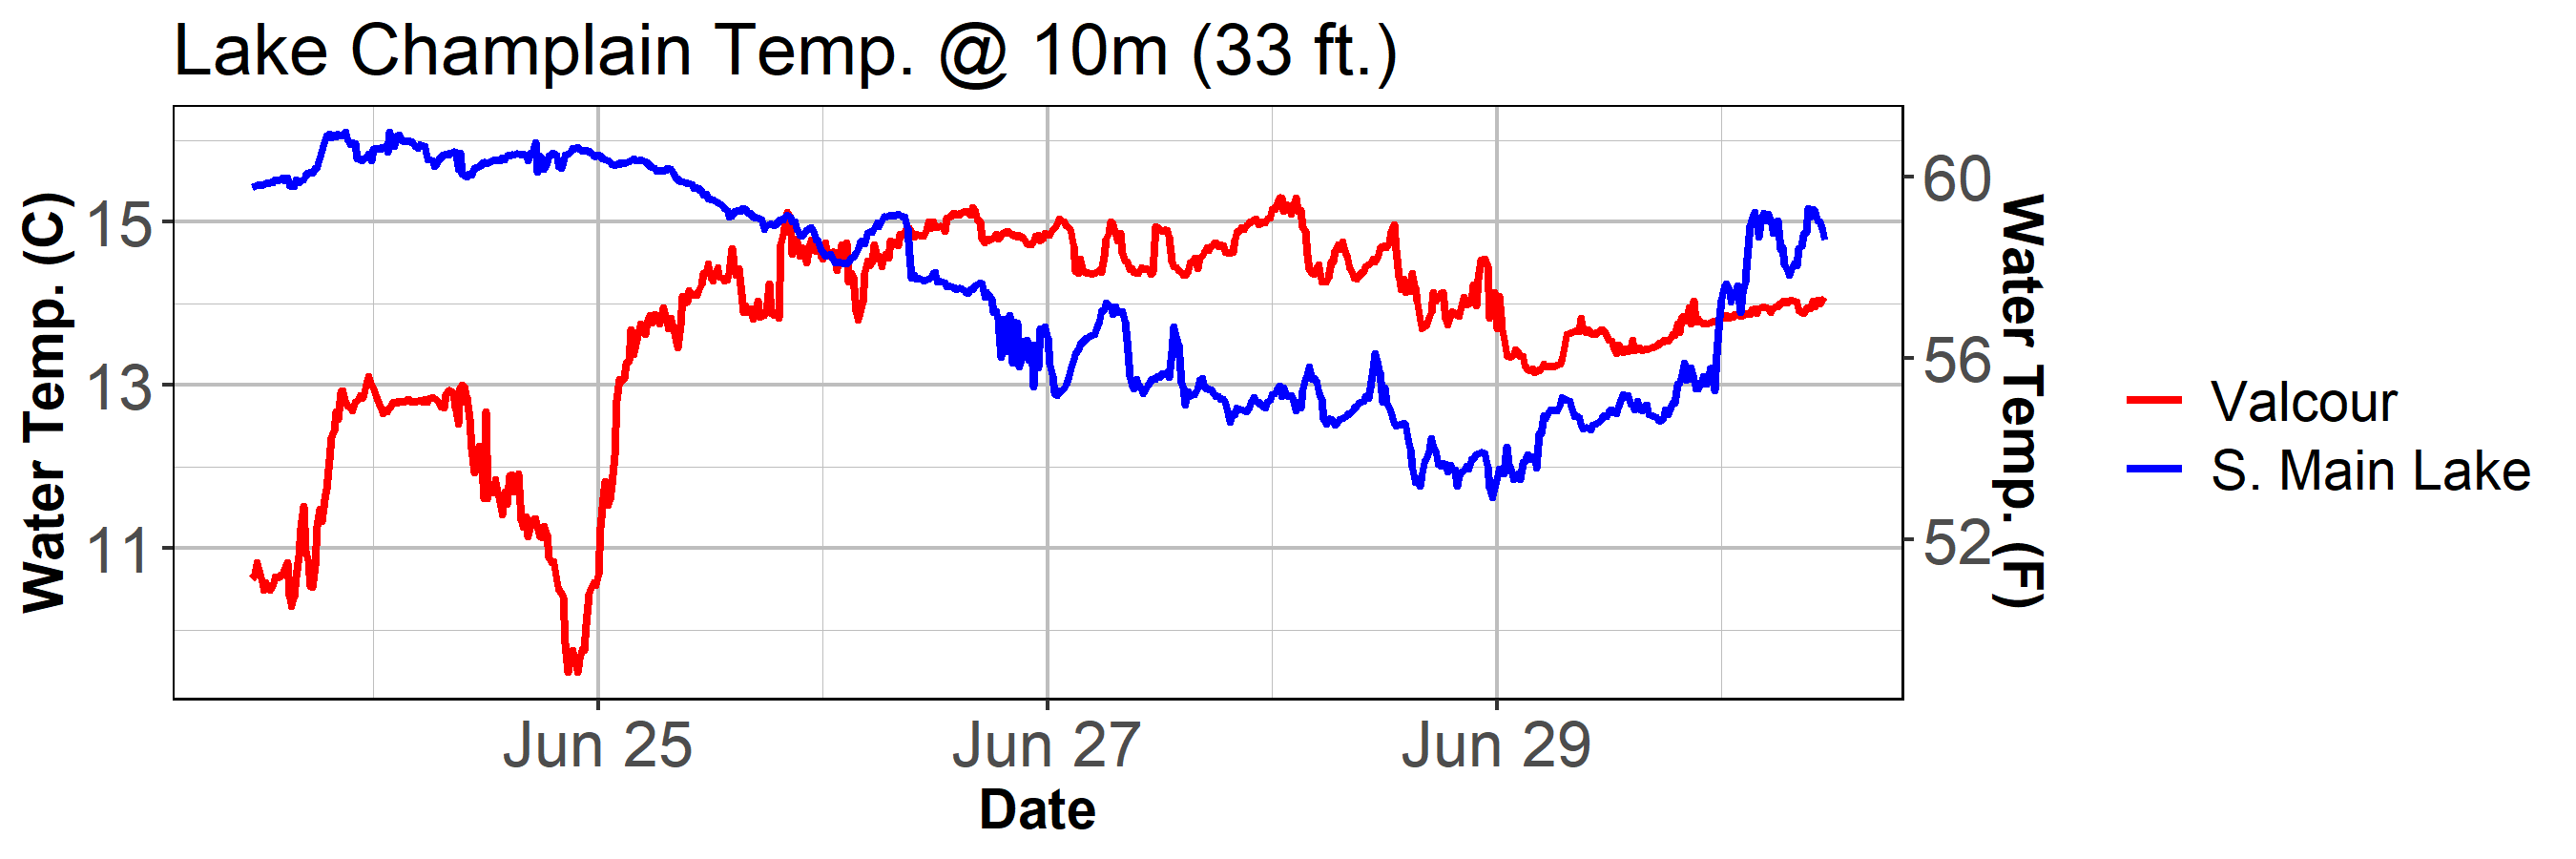 Lake Champlain Temp. @ 10m (33 ft.)
Water Temp. (C)
15
13
11
60
56
52
Water Temp. (F)
Jun 25
Jun 27
Jun 29
Date
Valcour
S. Main Lake